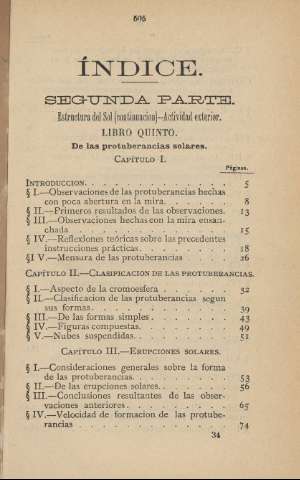 505
ÍNDICE.
SEGUNDA PARTE.
Estructura del Sol (continuacion)—Actividad exterior.
LIBRO QUINTO.
De las protuberancias solares.
CAPÍTULO I.
Páginas.
INTRODUCCION. . . . . . . . . . . . . 5
§ I.—Observaciones de las protuberancias hechas
con poca abertura en la mira. . . . . . . 8
§ II.—Primeros resultados de las observaciones. 13
§ III.—Observaciones hechas con la mira ensan-
chada . . . . . . . . . . . . . . 15
§ IV.—Reflexiones teóricas sobre las precedentes
instrucciones prácticas. . . . . . . . . 18
§I V.—Mensura de las protuberancias . . . . . 26
CAPÍTULO II.—CLASIFICACION DE LAS PROTUBERANCIAS.
§ I.—Aspecto de la cromoesfera . . . . . . . 32
§ II.—Clasificacion de las protuberancias segun
sus formas. . . . . . . . . . . . . 39
§ III.—De las formas simples . . . . . . . . 43
§ IV.—Figuras compuestas. . . . . . . . . . 49
§ V.—Nubes suspendidas. . . . . . . . . . 51
CAPÍTULO III.—ERUPCIONES SOLARES.
§ I.—Consideraciones generales sobre la forma
de las protuberancias. . . . . . . . . 53
§ II.—De las erupciones solares. . . . . . . . 56
§ III.—Conclusiones resultantes de las obser-
vaciones anteriores . . . . . . . . . . 65
§ IV.—Velocidad de formacion de las protube-
rancias . . . . . . . . . . . . . 74
34